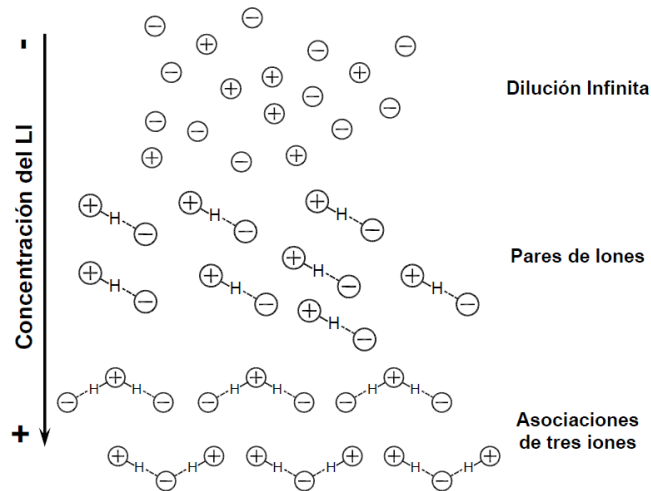 -
Concentración del LI
+
Dilución Infinita
Pares de Iones
Asociaciones
de tres iones
+ + + + + + + +
− − − − − − − − − − −
+ H − + H − + H −
+ H − + H − + H − + H −
+ H −
− H + H − − H + H − − H + H −
+ H − H + + H − H + + H − H +